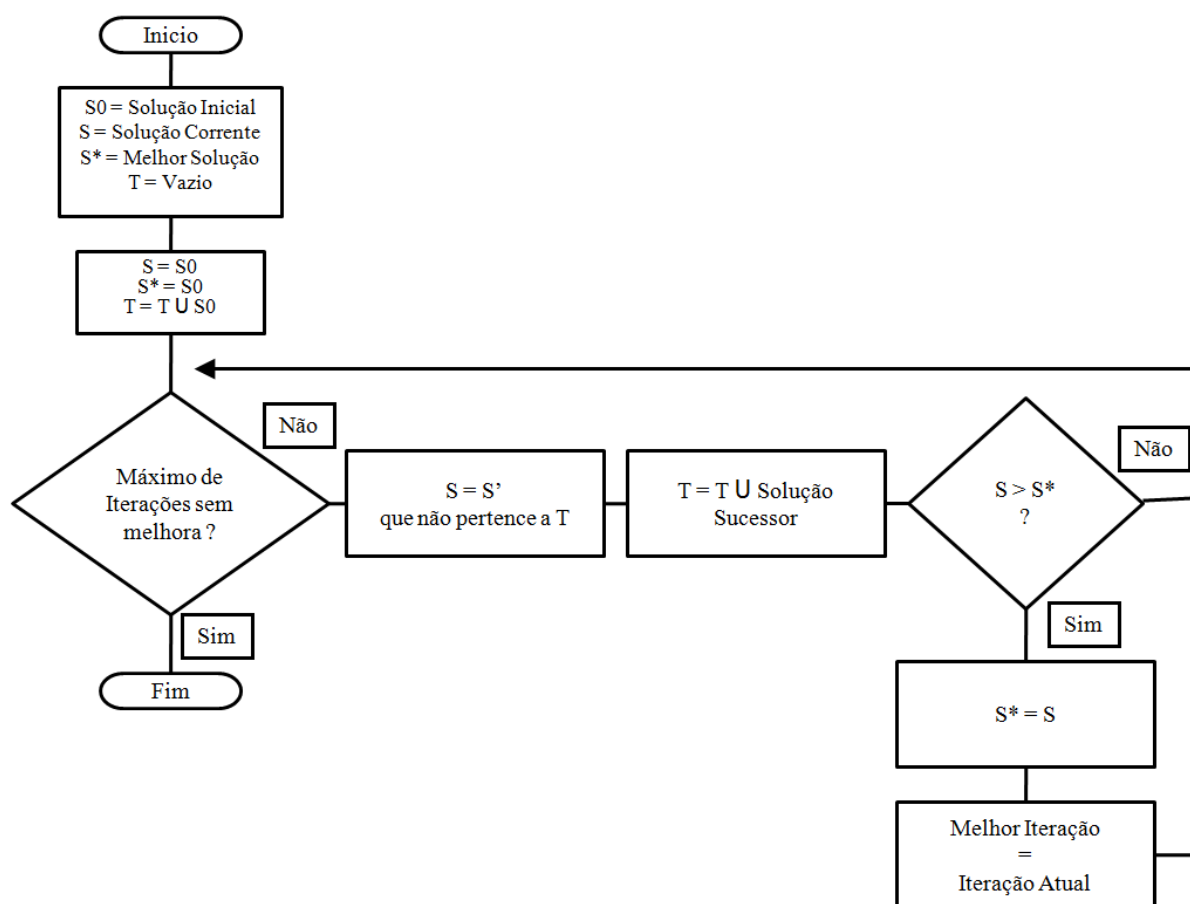 Inicio
S0 = Solução Inicial
S = Solução Corrente
S* = Melhor Solução
T = Vazio
S = S0
S* = S0
T = T U S0
Não
Máximo de
Iterações sem
melhora ?
Sim
Fim
S = S’
que não pertence a T
T = T U Solução
Sucessor
S > S*
?
Não
Sim
S* = S
Melhor Iteração
=
Iteração Atual